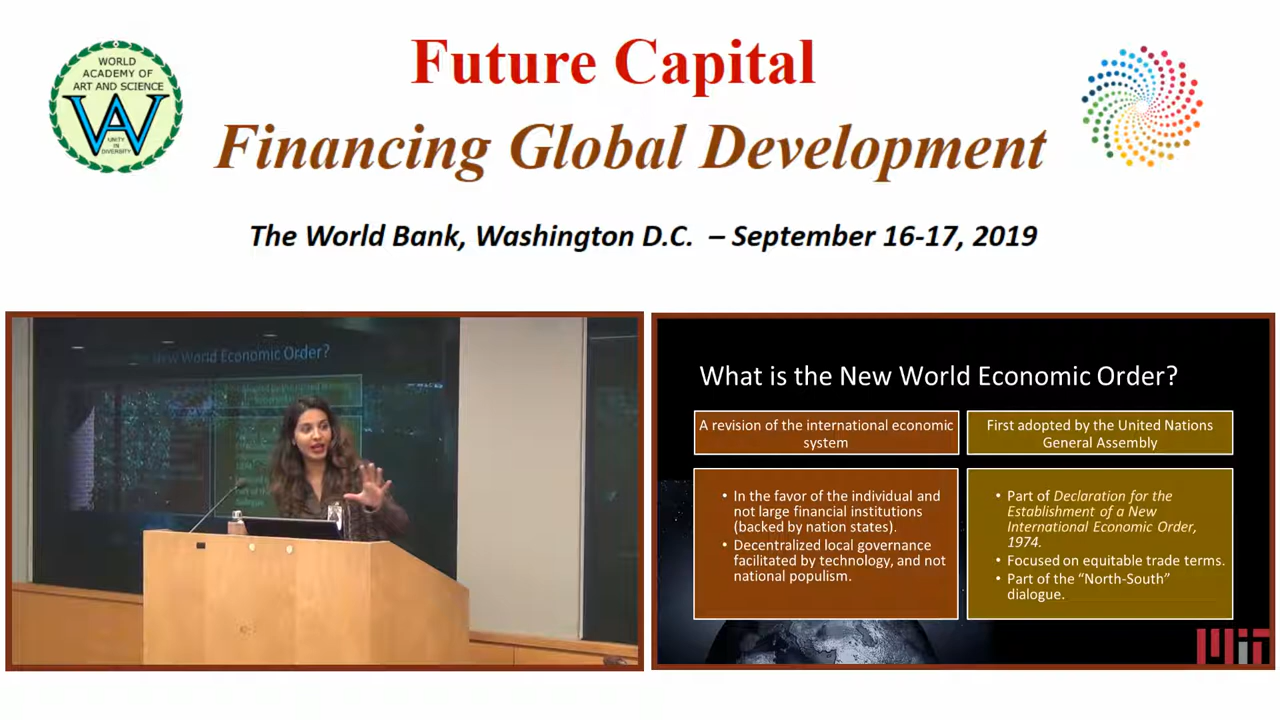 WORLD
ACADEMY OF
ART AND SCIENCE
WA
UNITY
IN
DIVERSITY
Future Capital
Financing Global Development
The World Bank, Washington D.C. – September 16-17, 2019
New World Economic Order?
What is the New World Economic Order?
A revision of the international economic
system
• In the favor of the individual and
not large financial institutions
(backed by nation states).
• Decentralized local governance
facilitated by technology, and not
national populism.
First adopted by the United Nations
General Assembly
• Part of Declaration for the
Establishment of a New
International Economic Order,
1974.
• Focused on equitable trade terms.
• Part of the “North-South”
dialogue.
MIT